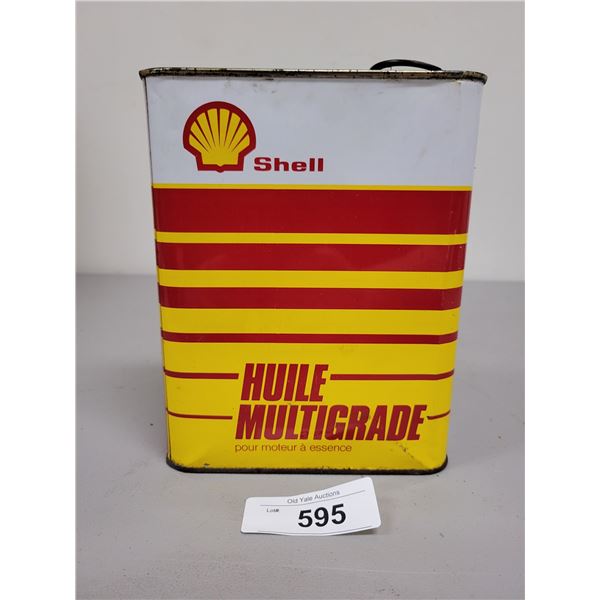 Shell
HUILE
MULTIGRADE
pour moteur à essence
Old Yale Auctions
Lot#
595